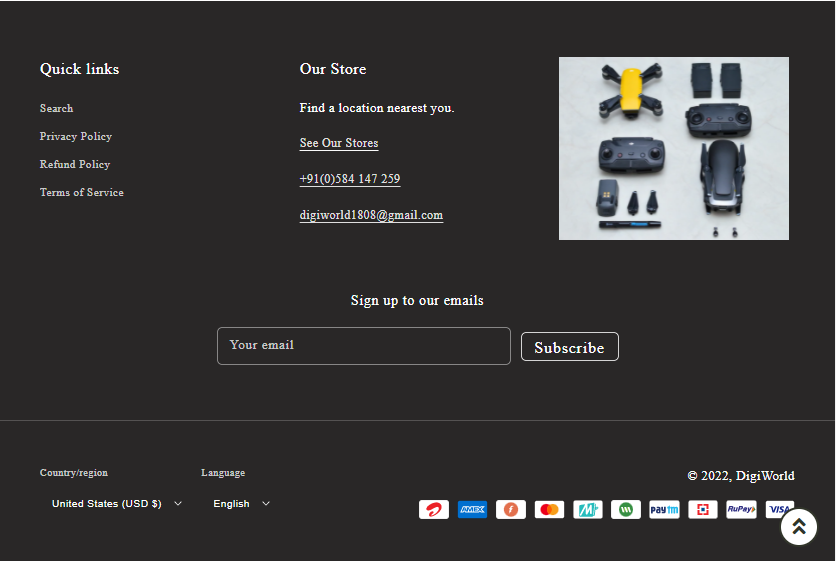 Quick links
Search
Privacy Policy
Refund Policy
Terms of Service
Our Store
Find a location nearest you.
See Our Stores
+91(0)584 147 259
digiworld1808@gmail.com
Sign up to our emails
Your email
Subscribe
Country/region
United States (USD $)
Language
English
© 2022, DigiWorld
AMEX
paytm
RuPay
VISA